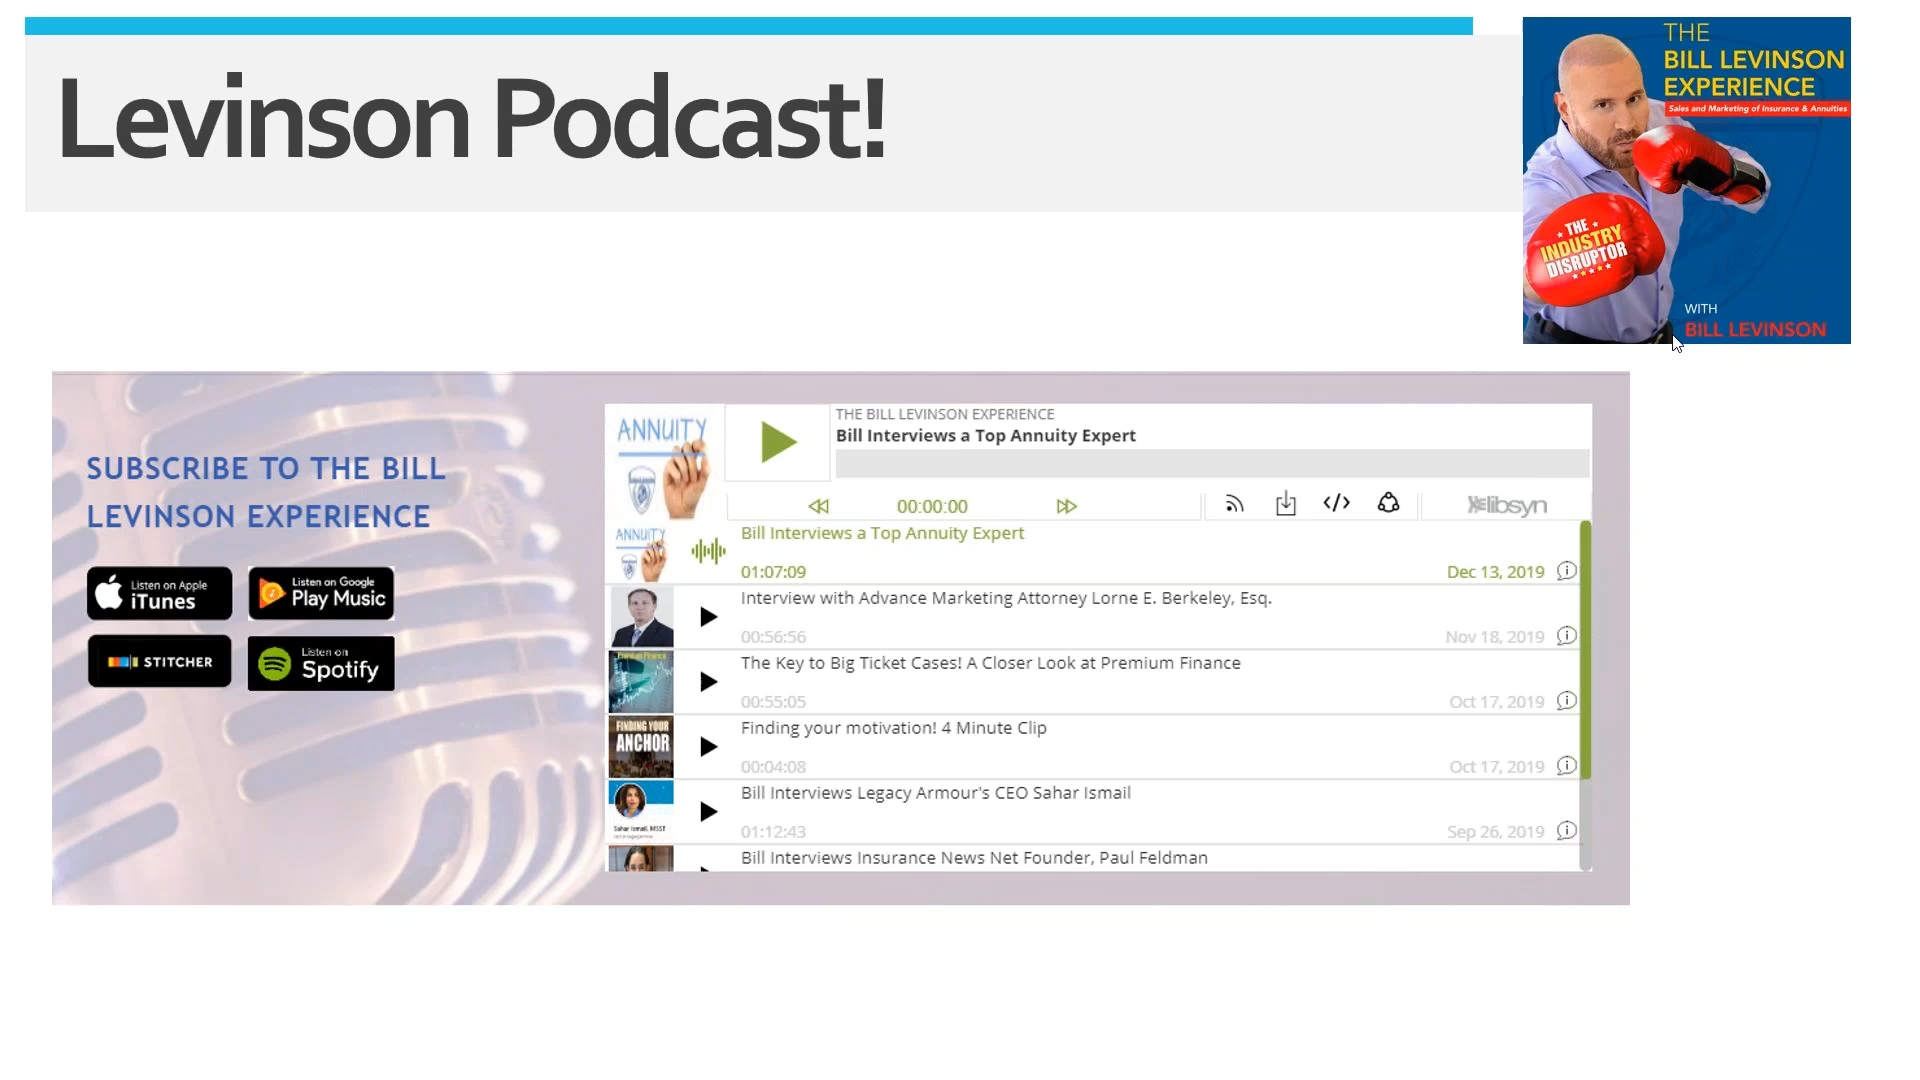 Levinson Podcast!
THE
BILL LEVINSON
EXPERIENCE
Sales and Marketing of Insurance & Annuities
THE
INDUSTRY
DISRUPTOR
WITH
BILL LEVINSON
SUBSCRIBE TO THE BILL
LEVINSON EXPERIENCE
Listen on Apple
iTunes
Listen on Google
Play Music
STITCHER
Listen on
Spotify
ANNUITY
THE BILL LEVINSON EXPERIENCE
Bill Interviews a Top Annuity Expert
00:00:00
libsyn
ANNUITY
Bill Interviews a Top Annuity Expert
01:07:09
Dec 13, 2019
Interview with Advance Marketing Attorney Lorne E. Berkeley, Esq.
00:56:56
Nov 18, 2019
Premium Finance
The Key to Big Ticket Cases! A Closer Look at Premium Finance
00:55:05
Oct 17, 2019
FINDING YOUR
ANCHOR
Finding your motivation! 4 Minute Clip
00:04:08
Oct 17, 2019
Sahar Ismail, MSST
Bill Interviews Legacy Armour's CEO Sahar Ismail
01:12:43
Sep 26, 2019
Bill Interviews Insurance News Net Founder, Paul Feldman